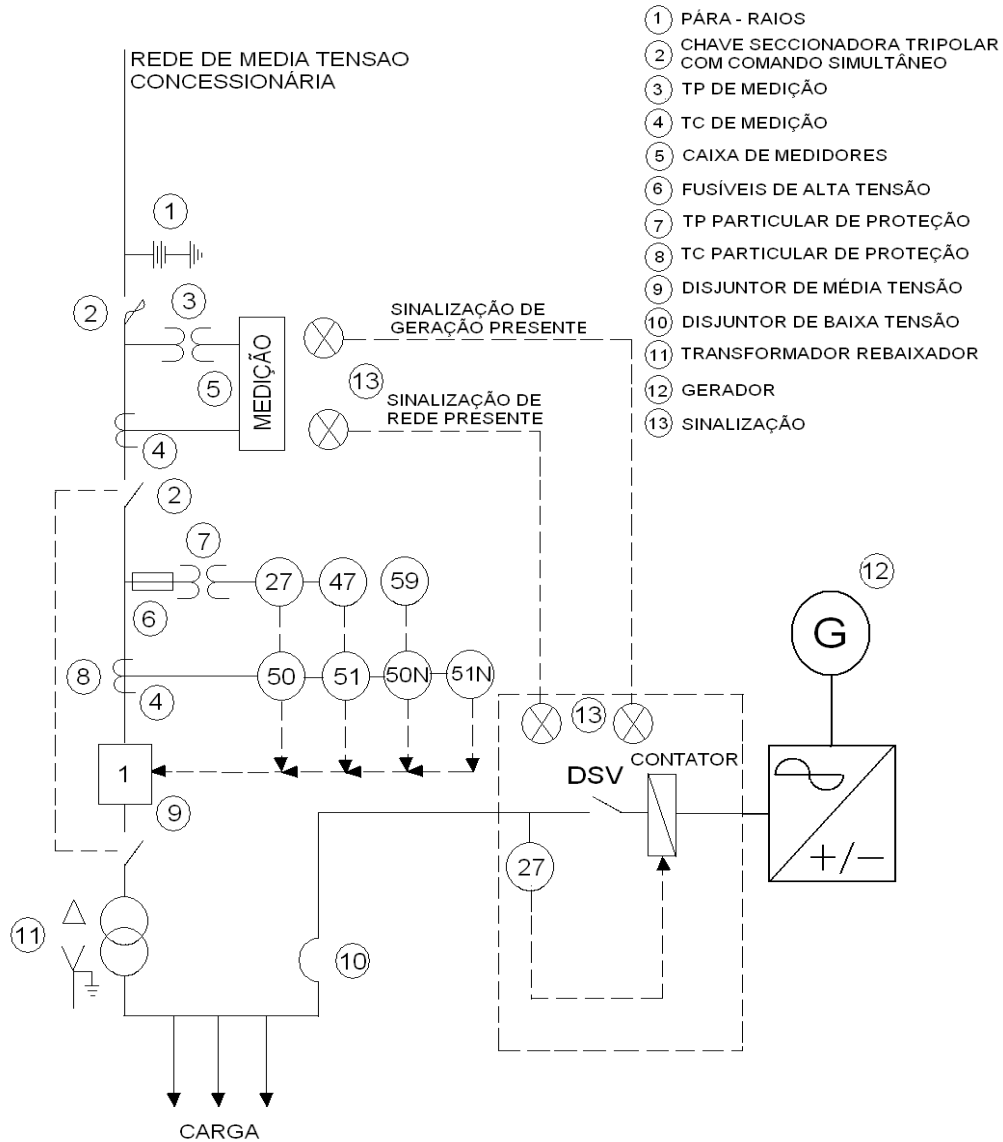 REDE DE MEDIA TENSAO
CONCESSIONÁRIA
1 PÁRA - RAIOS
2 CHAVE SECCIONADORA TRIPOLAR
COM COMANDO SIMULTÂNEO
3 TP DE MEDIÇÃO
4 TC DE MEDIÇÃO
5 CAIXA DE MEDIDORES
6 FUSÍVEIS DE ALTA TENSÃO
7 TP PARTICULAR DE PROTEÇÃO
8 TC PARTICULAR DE PROTEÇÃO
9 DISJUNTOR DE MÉDIA TENSÃO
10 DISJUNTOR DE BAIXA TENSÃO
11 TRANSFORMADOR REBAIXADOR
12 GERADOR
13 SINALIZAÇÃO
1
2
3
SINALIZAÇÃO DE
GERAÇÃO PRESENTE
5
MEDIÇÃO
13
SINALIZAÇÃO DE
REDE PRESENTE
4
2
7
6
27
47
59
12
G
8
4
50
51
50N
51N
13
1
9
DSV
CONTATOR
27
+/−
11
10
CARGA